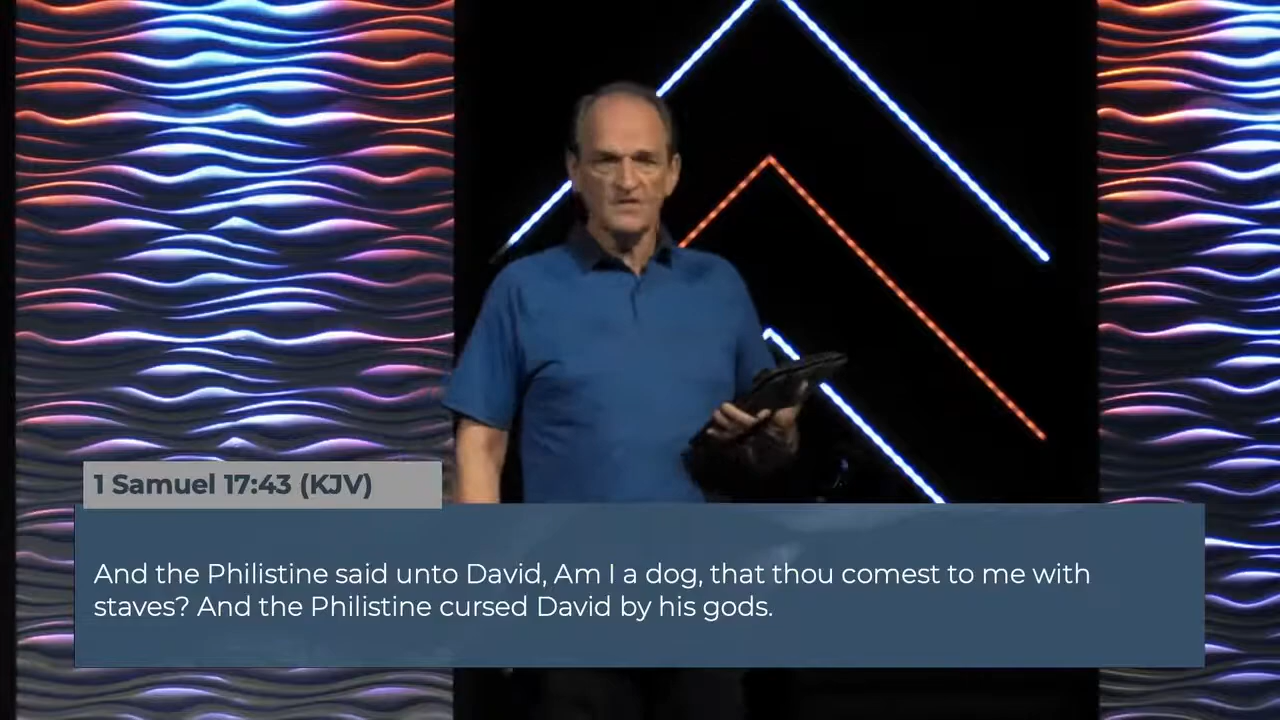 1 Samuel 17:43 (KJV)
And the Philistine said unto David, Am I a dog, that thou comest to me with
staves? And the Philistine cursed David by his gods.